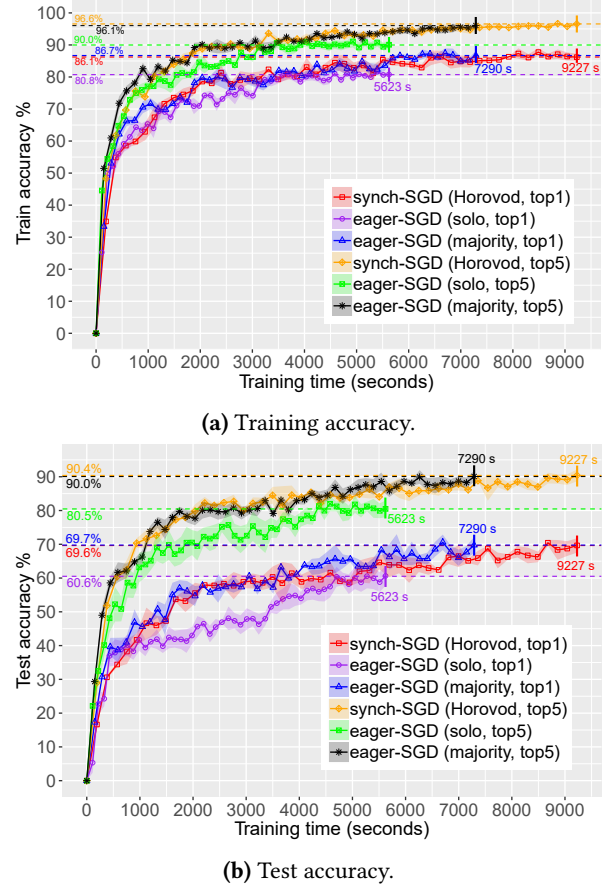 96.6%
96.1%
90.0%
86.7%
86.1%
80.8%
5623 s
7290 s
9227 s
100
90
80
70
60
50
40
30
20
10
0
Train accuracy %
synch-SGD (Horovod, top1)
eager-SGD (solo, top1)
eager-SGD (majority, top1)
synch-SGD (Horovod, top5)
eager-SGD (solo, top5)
eager-SGD (majority, top5)
0 1000 2000 3000 4000 5000 6000 7000 8000 9000
Training time (seconds)
(a) Training accuracy.
90.4%
90.0%
80.5%
69.7%
69.6%
60.6%
7290 s
9227 s
5623 s
7290 s
9227 s
5623 s
90
80
70
60
50
40
30
20
10
0
Test accuracy %
synch-SGD (Horovod, top1)
eager-SGD (solo, top1)
eager-SGD (majority, top1)
synch-SGD (Horovod, top5)
eager-SGD (solo, top5)
eager-SGD (majority, top5)
0 1000 2000 3000 4000 5000 6000 7000 8000 9000
Training time (seconds)
(b) Test accuracy.